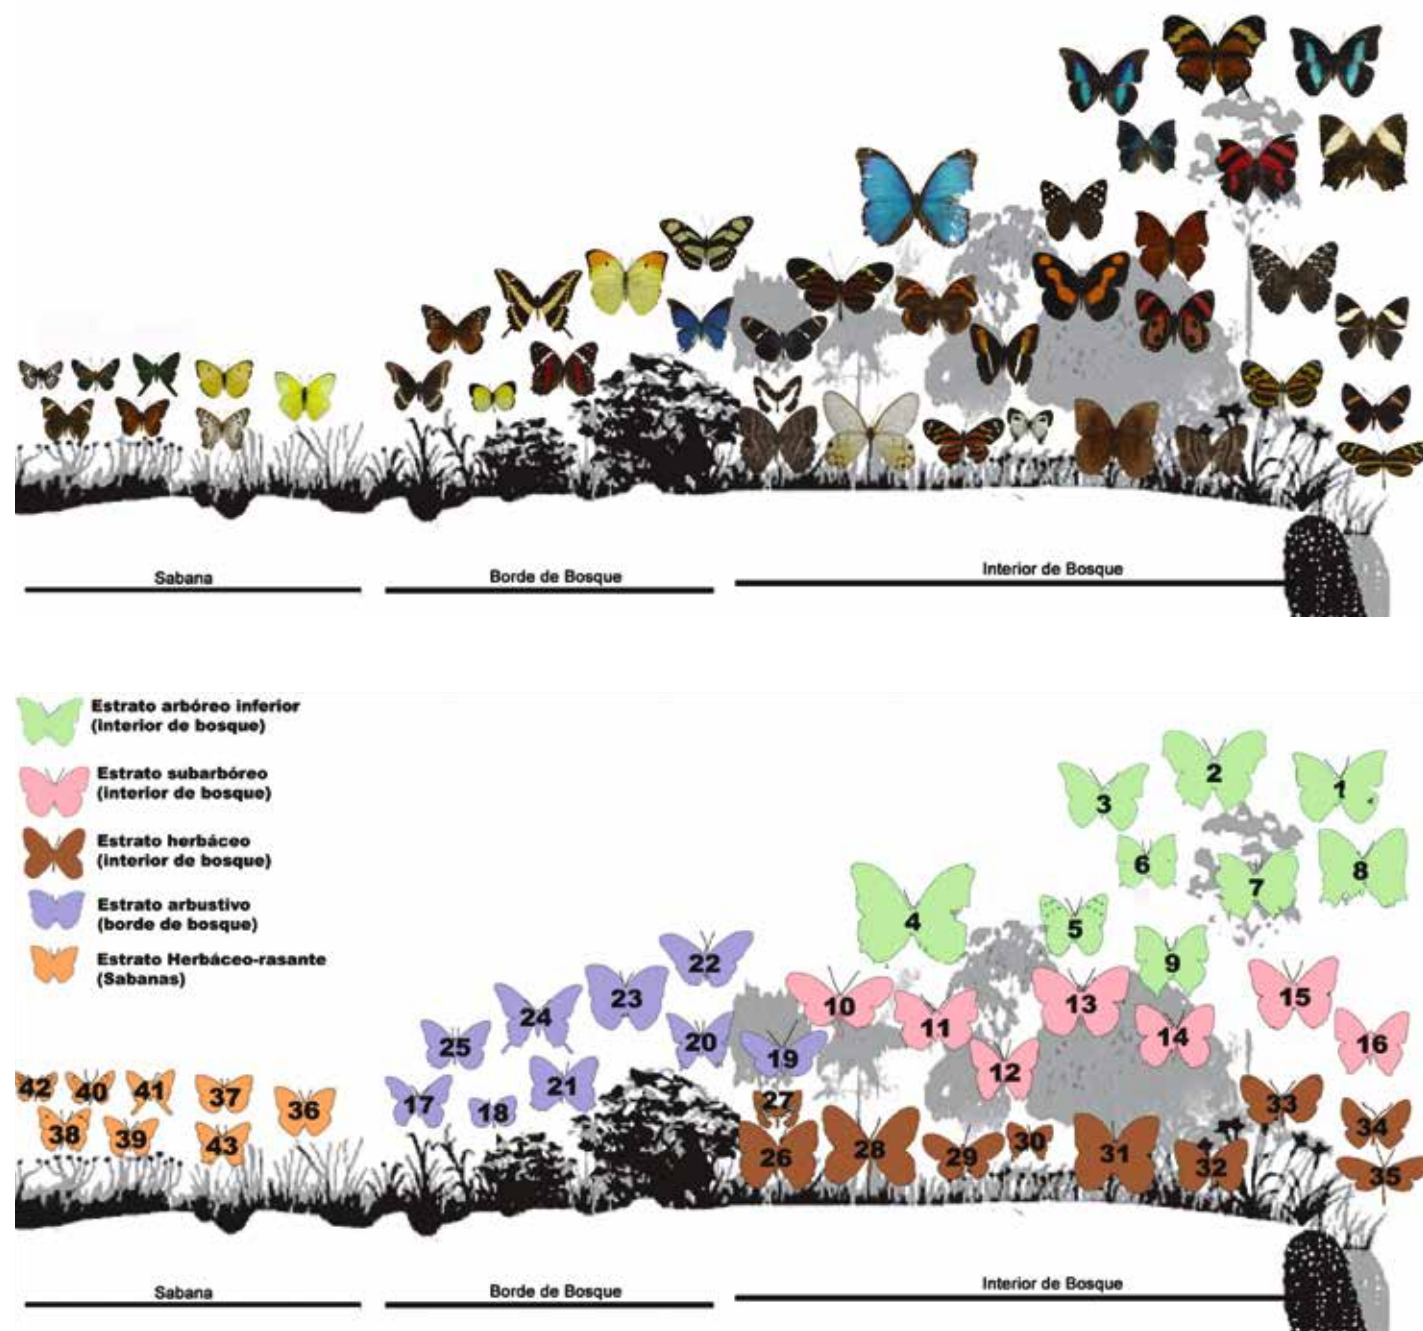 Sabana
Borde de Bosque
Interior de Bosque
Estrato arbóreo inferior
(interior de bosque)
Estrato subarbóreo
(interior de bosque)
Estrato herbáceo
(interior de bosque)
Estrato arbustivo
(borde de bosque)
Estrato Herbáceo-rasante
(Sabanas)
2
3
1
6
7
8
4
5
9
22
23
10
13
15
24
11
14
16
25
20
19
12
21
42
40
41
37
36
17
18
27
33
38
39
43
26
28
29
30
31
32
34
35
Sabana
Borde de Bosque
Interior de Bosque